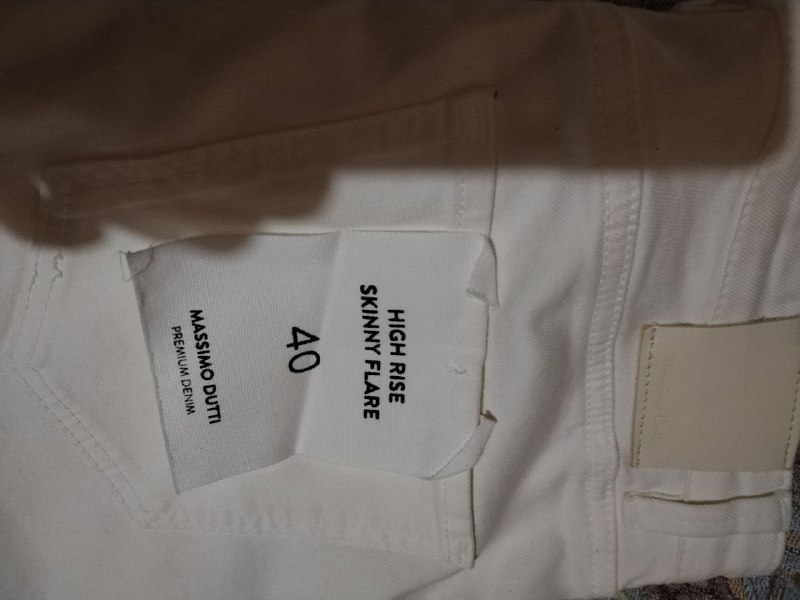 HIGH RISE
SKINNY FLARE
40
MASSIMO DUTTI
PREMIUM DENIM